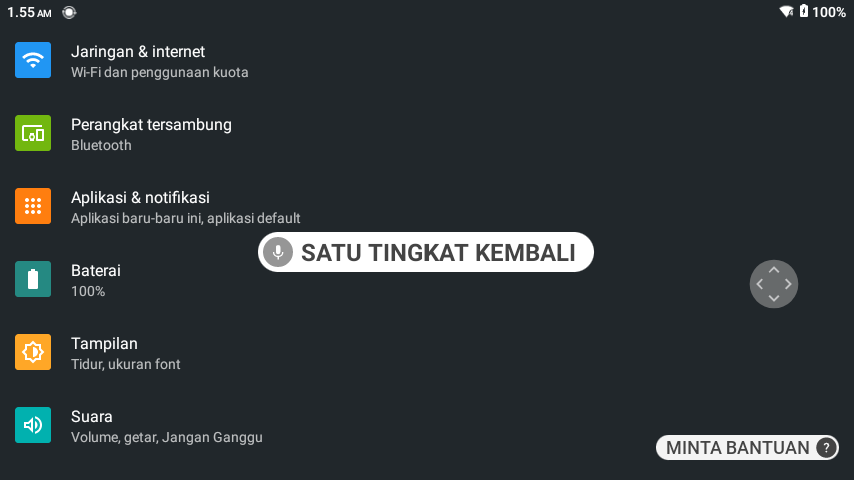 1.55 AM
100%
Jaringan & internet
Wi-Fi dan penggunaan kuota
Perangkat tersambung
Bluetooth
Aplikasi & notifikasi
Aplikasi baru-baru ini, aplikasi default
SATU TINGKAT KEMBALI
Baterai
100%
Tampilan
Tidur, ukuran font
Suara
Volume, getar, Jangan Ganggu
MINTA BANTUAN ?